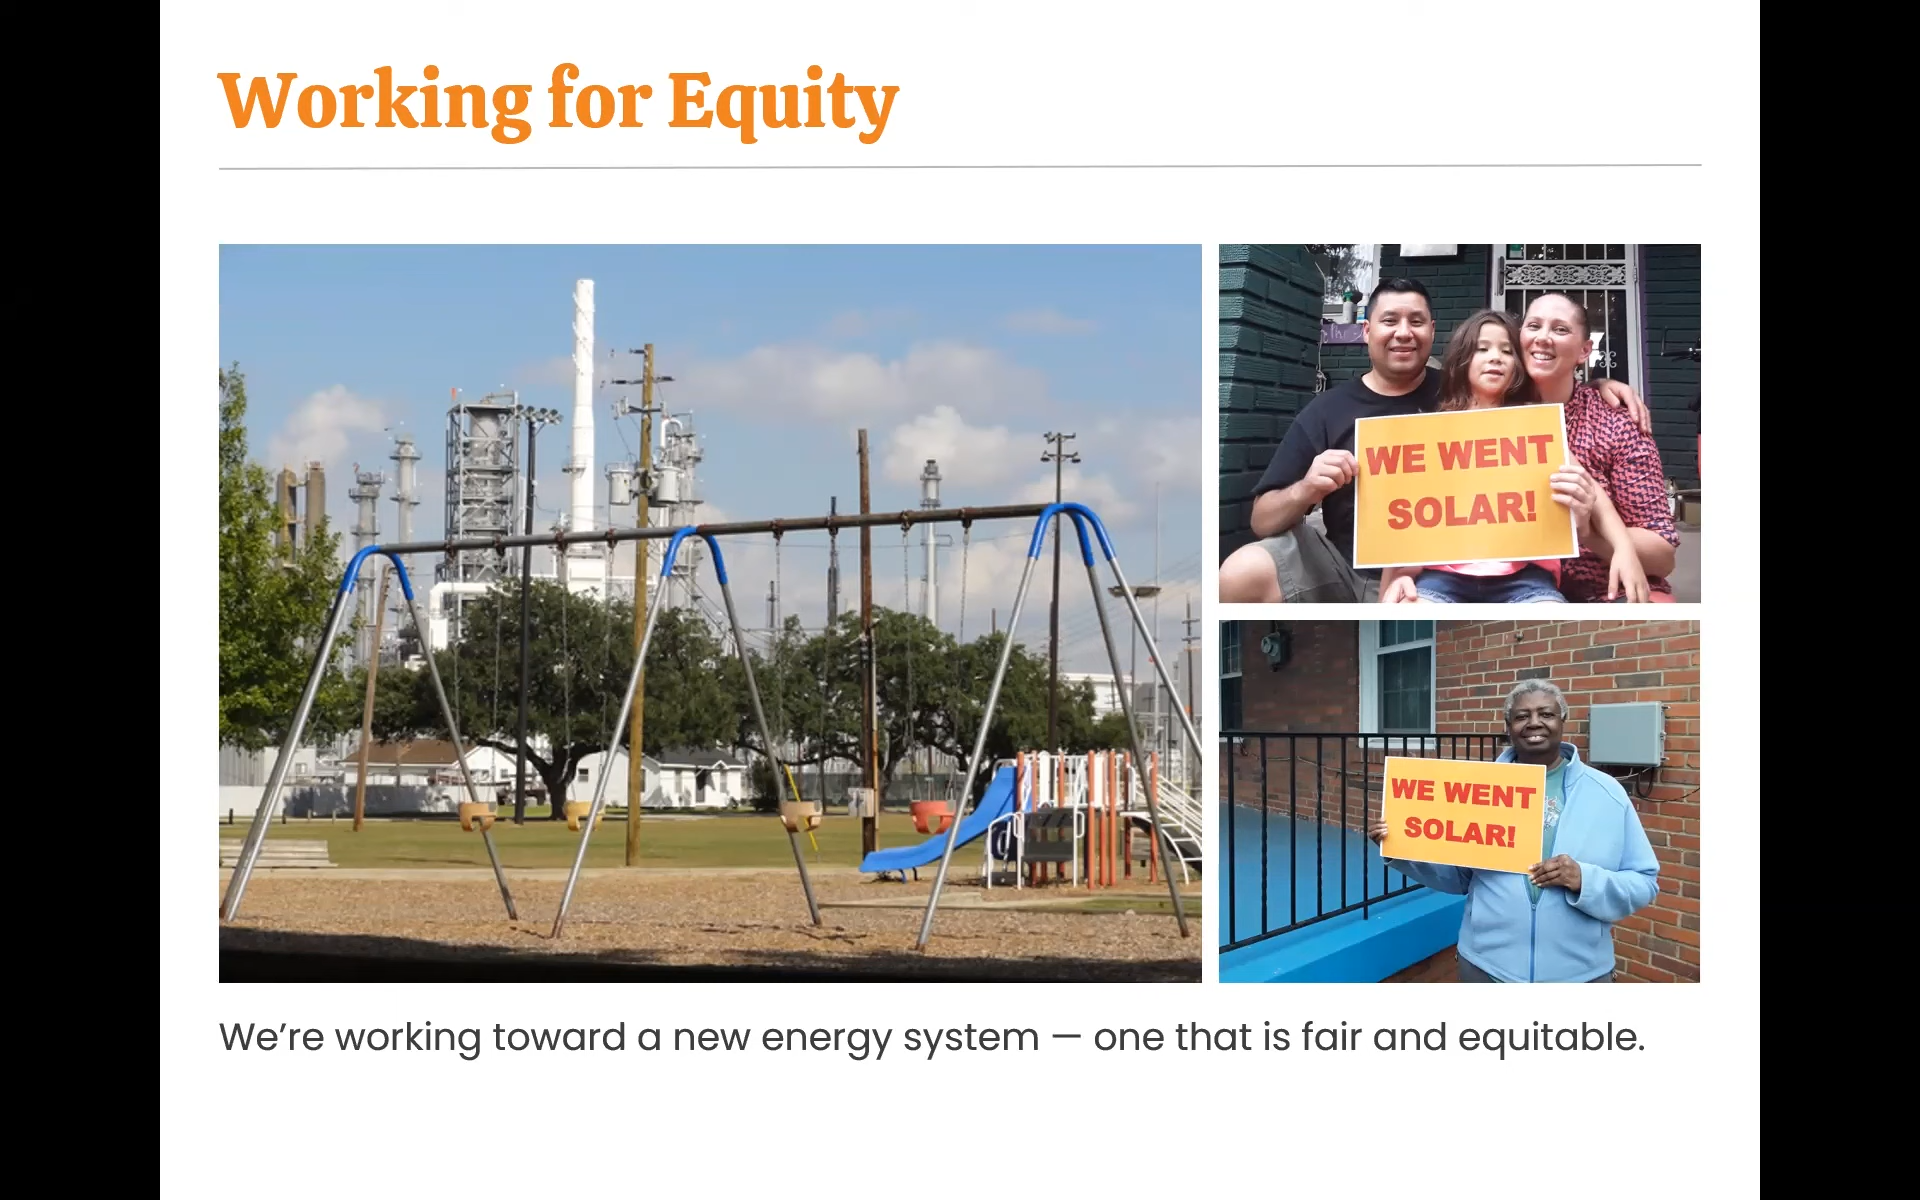 Working for Equity
WE WENT
SOLAR!
WE WENT
SOLAR!
We’re working toward a new energy system — one that is fair and equitable.